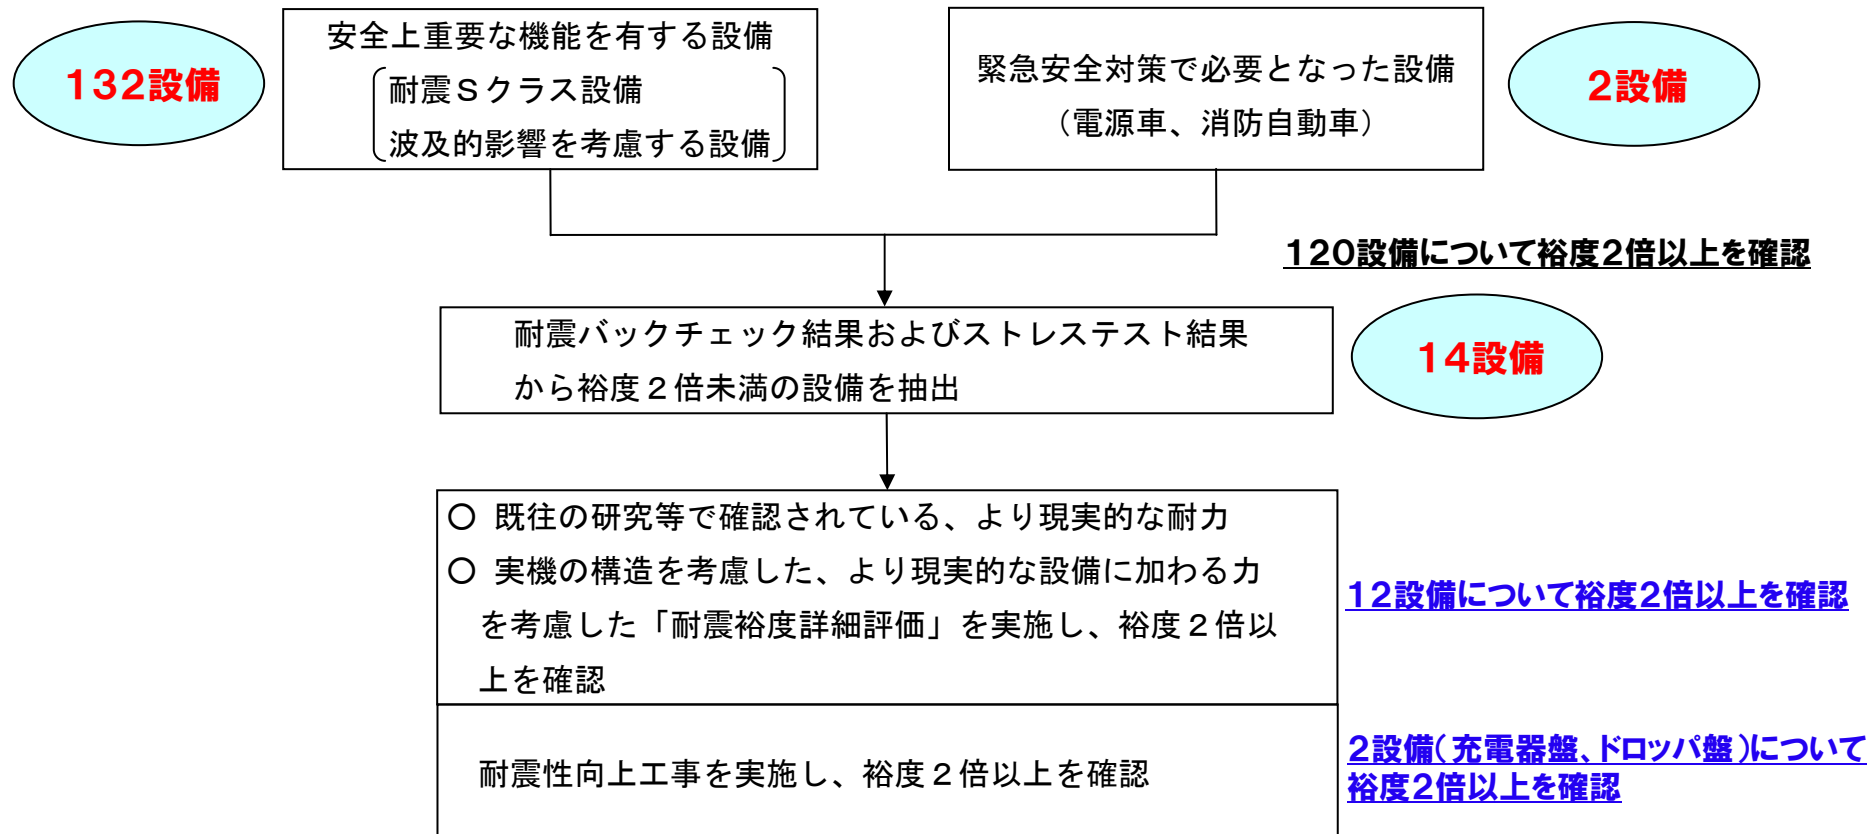 132設備
安全上重要な機能を有する設備
耐震Sクラス設備
波及的影響を考慮する設備
緊急安全対策で必要となった設備
（電源車、消防自動車）
2設備
120設備について裕度2倍以上を確認
耐震バックチェック結果およびストレステスト結果
から裕度２倍未満の設備を抽出
14設備
○ 既往の研究等で確認されている、より現実的な耐力
○ 実機の構造を考慮した、より現実的な設備に加わる力
を考慮した「耐震裕度詳細評価」を実施し、裕度２倍以
上を確認
12設備について裕度2倍以上を確認
耐震性向上工事を実施し、裕度２倍以上を確認
2設備（充電器盤、ドロッパ盤）について
裕度2倍以上を確認